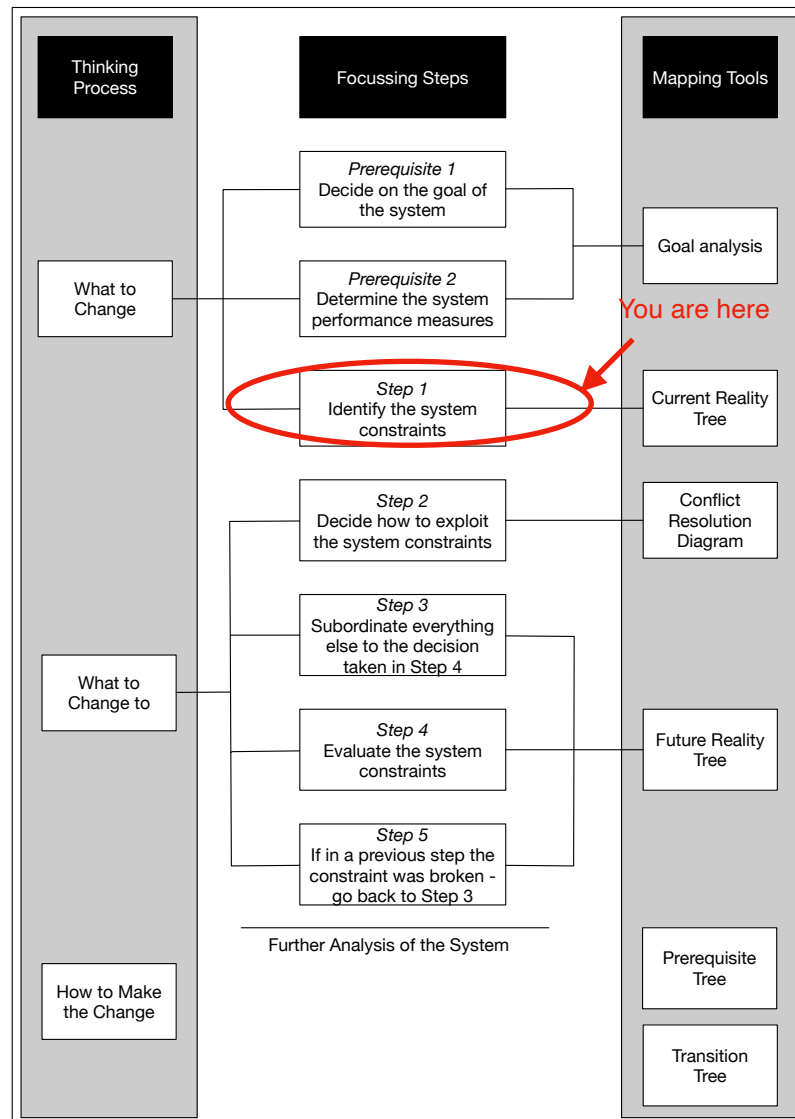 Thinking
Process
Focussing Steps
Mapping Tools
Prerequisite 1
Decide on the goal of
the system
Goal analysis
What to
Change
Prerequisite 2
Determine the system
performance measures
You are here
Step 1
Identify the system
constraints
Current Reality
Tree
Step 2
Decide how to exploit
the system constraints
Conflict
Resolution
Diagram
Step 3
Subordinate everything
else to the decision
taken in Step 4
What to
Change to
Step 4
Evaluate the system
constraints
Future Reality
Tree
Step 5
If in a previous step the
constraint was broken -
go back to Step 3
Further Analysis of the System
How to Make
the Change
Prerequisite
Tree
Transition
Tree